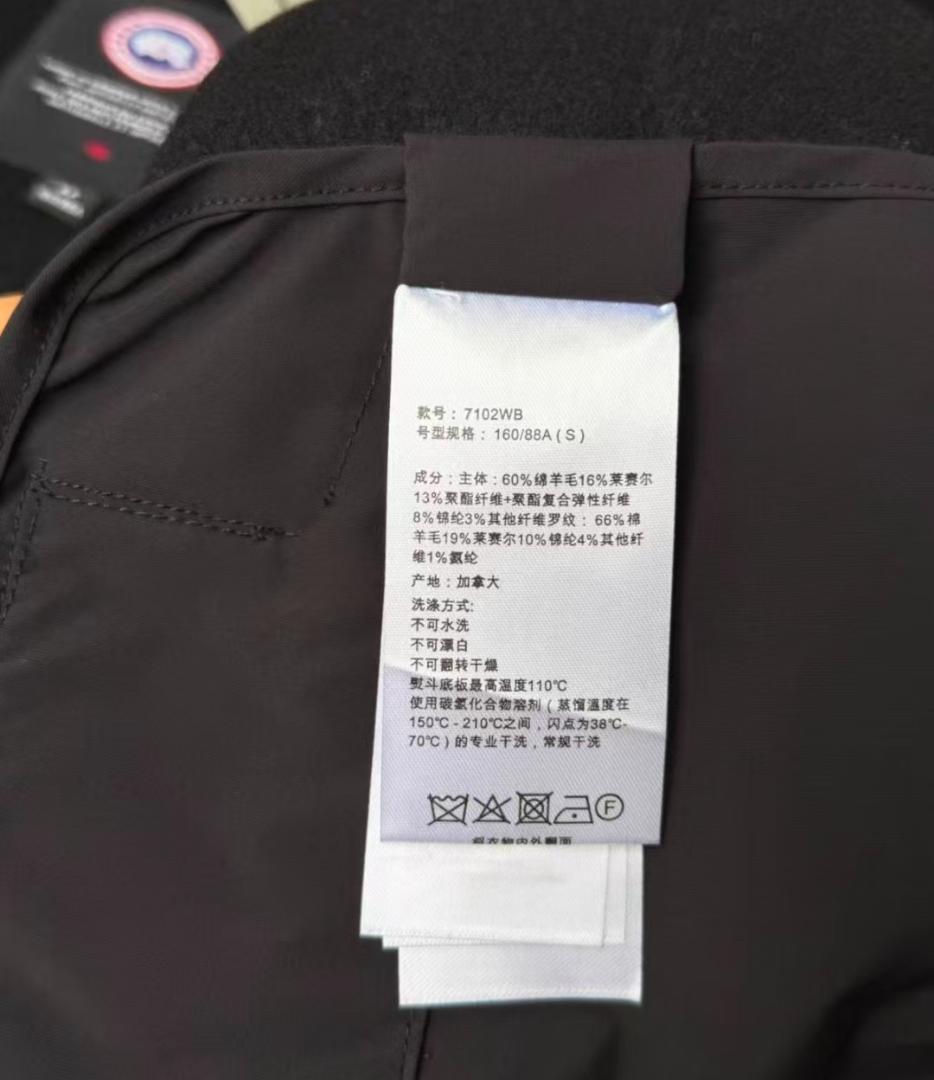 款号：7102WB
号型规格：160/88A（S）
成分：主体：60%绵羊毛16%莱赛尔
13%聚酯纤维+聚酯复合弹性纤维
8%锦纶3%其他纤维罗纹：66%棉
羊毛19%莱赛尔10%锦纶4%其他纤
维1%氨纶
产地：加拿大
洗涤方式:
不可水洗
不可漂白
不可翻转干燥
熨斗底板最高温度110℃
使用碳氢化合物溶剂（蒸馏温度在
150℃-210℃之间，闪点为38℃-
70℃）的专业干洗，常规干洗
F